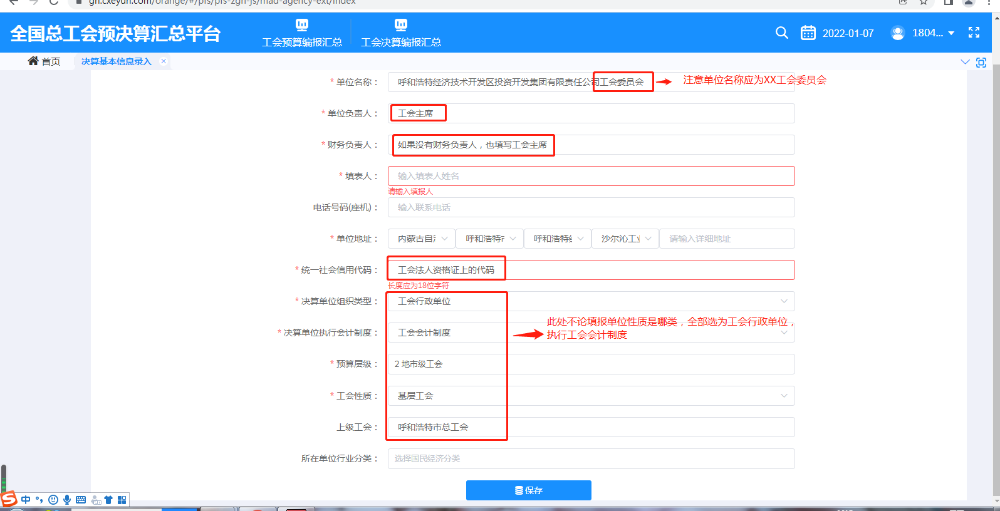 gh.cxeyun.com/orange/#/pfs/pfs-zgh-js/mad-agency-ext/index
全国总工会预决算汇总平台
工会预算编报汇总
工会决算编报汇总
2022-01-07
1804...
首页
决算基本信息录入
* 单位名称：
呼和浩特经济技术开发区投资开发集团有限责任公司工会委员会
注意单位名称应为XX工会委员会
* 单位负责人：
工会主席
* 财务负责人：
如果没有财务负责人，也填写工会主席
* 填表人：
输入填表人姓名
请输入填报人
电话号码(座机)：
输入联系电话
* 单位地址：
内蒙古自治
呼和浩特市
呼和浩特经
沙尔沁工业
请输入详细地址
* 统一社会信用代码：
工会法人资格证上的代码
长度应为18位字符
* 决算单位组织类型：
工会行政单位
此处不论填报单位性质是哪类，全部选为工会行政单位，
执行工会会计制度
* 决算单位执行会计制度：
工会会计制度
* 预算层级：
2 地市级工会
* 工会性质：
基层工会
上级工会：
呼和浩特市总工会
所在单位行业分类：
选择国民经济分类
保存
中